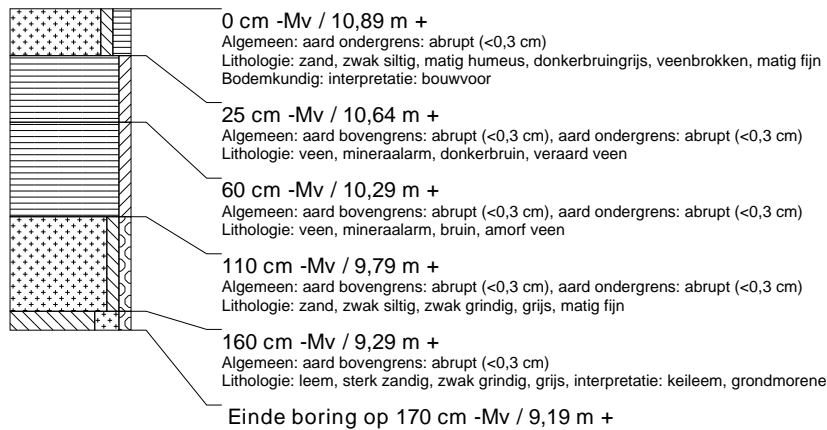 0 cm -Mv / 10,89 m +
Algemeen: aard ondergrens: abrupt (<0,3 cm)
Lithologie: zand, zwak siltig, matig humeus, donkerbruingrijs, veenbrokken, matig fijn
Bodemkundig: interpretatie: bouwvoor
25 cm -Mv / 10,64 m +
Algemeen: aard bovengrens: abrupt (<0,3 cm), aard ondergrens: abrupt (<0,3 cm)
Lithologie: veen, mineraalarm, donkerbruin, veraard veen
60 cm -Mv / 10,29 m +
Algemeen: aard bovengrens: abrupt (<0,3 cm), aard ondergrens: abrupt (<0,3 cm)
Lithologie: veen, mineraalarm, bruin, amorf veen
110 cm -Mv / 9,79 m +
Algemeen: aard bovengrens: abrupt (<0,3 cm), aard ondergrens: abrupt (<0,3 cm)
Lithologie: zand, zwak siltig, zwak grindig, grijs, matig fijn
160 cm -Mv / 9,29 m +
Algemeen: aard bovengrens: abrupt (<0,3 cm)
Lithologie: leem, sterk zandig, zwak grindig, grijs, interpretatie: keileem, grondmorene
Einde boring op 170 cm -Mv / 9,19 m +